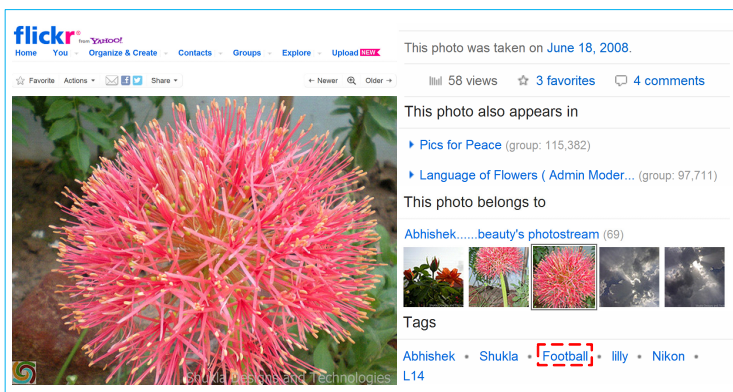 flickr® from YAHOO!
Home You Organize & Create Contacts Groups Explore Upload NEW
Favorite Actions Share
← Newer Older →
Shukla Designs and Technologies
This photo was taken on June 18, 2008.
58 views 3 favorites 4 comments
This photo also appears in
Pics for Peace (group: 115,382)
Language of Flowers ( Admin Moder... (group: 97,711)
This photo belongs to
Abhishek......beauty's photostream (69)
Tags
Abhishek • Shukla • Football • lilly • Nikon •
L14